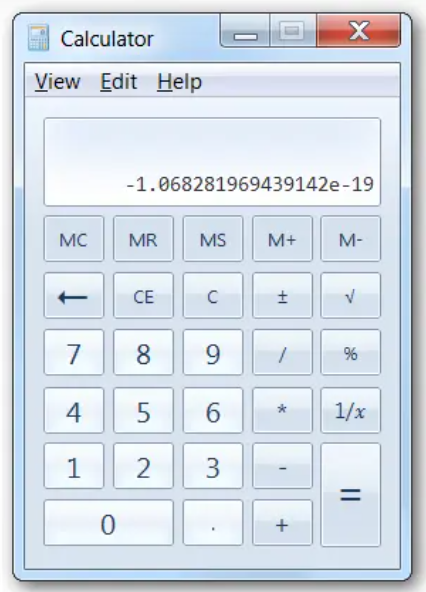 Calculator
View Edit Help
-1.068281969439142e-19
MC MR MS M+ M-
← CE C ± √
7 8 9 / %
4 5 6 * 1/x
1 2 3 - =
0 . +